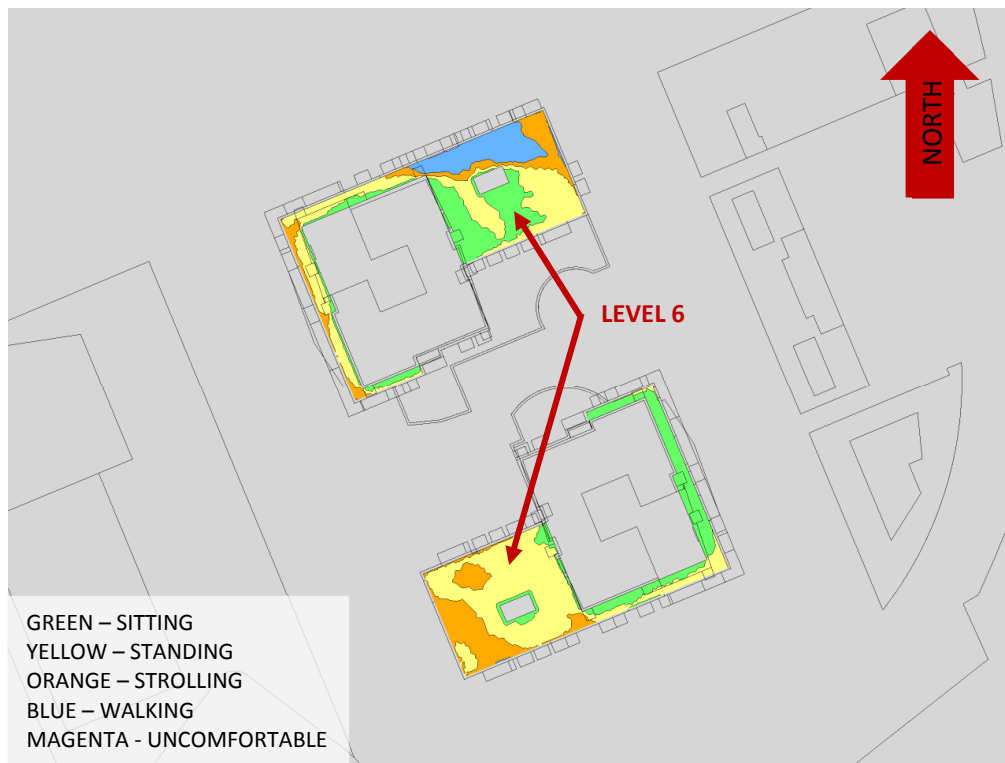 NORTH
LEVEL 6
GREEN – SITTING
YELLOW – STANDING
ORANGE – STROLLING
BLUE – WALKING
MAGENTA - UNCOMFORTABLE